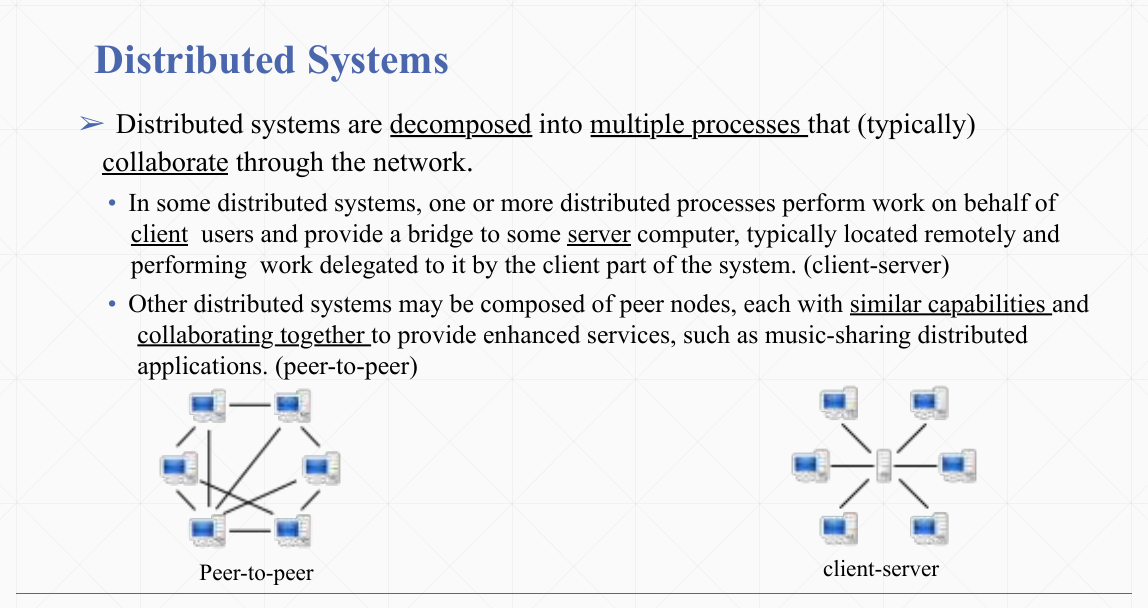 Distributed Systems
➢ Distributed systems are decomposed into multiple processes that (typically)
collaborate through the network.
• In some distributed systems, one or more distributed processes perform work on behalf of
client users and provide a bridge to some server computer, typically located remotely and
performing work delegated to it by the client part of the system. (client-server)
• Other distributed systems may be composed of peer nodes, each with similar capabilities and
collaborating together to provide enhanced services, such as music-sharing distributed
applications. (peer-to-peer)
Peer-to-peer
client-server